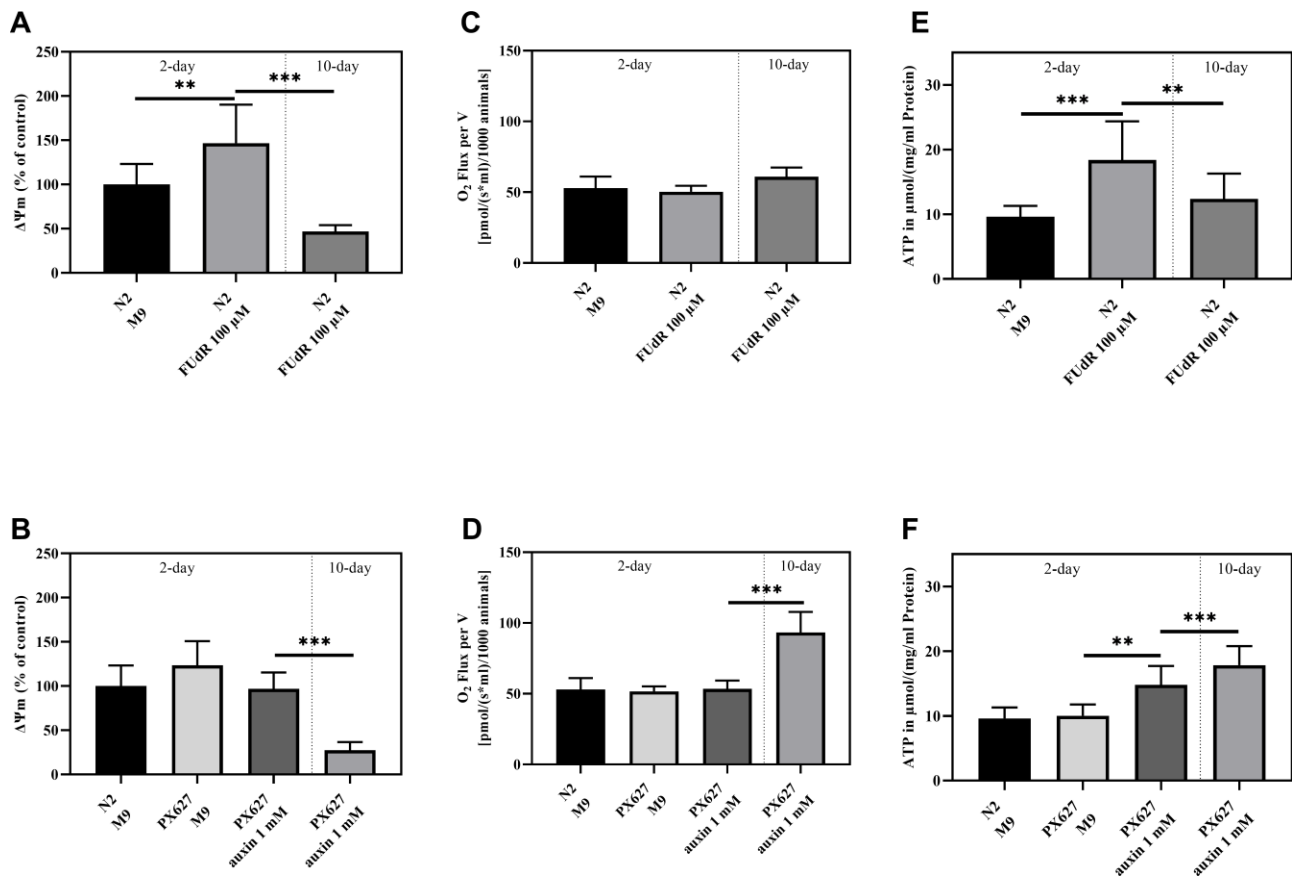 A
ΔΨm (% of control)
250
200
150
100
50
0
2-day
10-day
**
***
N2
M9
N2
FUdR 100 µM
N2
FUdR 100 µM
C
O2 Flux per V
[pmol/(s*ml)/1000 animals]
150
100
50
0
2-day
10-day
N2
M9
N2
FUdR 100 µM
N2
FUdR 100 µM
E
ATP in µmol/(mg/ml Protein)
30
20
10
0
2-day
10-day
***
**
N2
M9
N2
FUdR 100 µM
N2
FUdR 100 µM
B
ΔΨm (% of control)
250
200
150
100
50
0
2-day
10-day
***
N2
M9
PX627
M9
PX627
auxin 1 mM
PX627
auxin 1 mM
D
O2 Flux per V
[pmol/(s*ml)/1000 animals]
150
100
50
0
2-day
10-day
***
N2
M9
PX627
M9
PX627
auxin 1 mM
PX627
auxin 1 mM
F
ATP in µmol/(mg/ml Protein)
30
20
10
0
2-day
10-day
**
***
N2
M9
PX627
M9
PX627
auxin 1 mM
PX627
auxin 1 mM